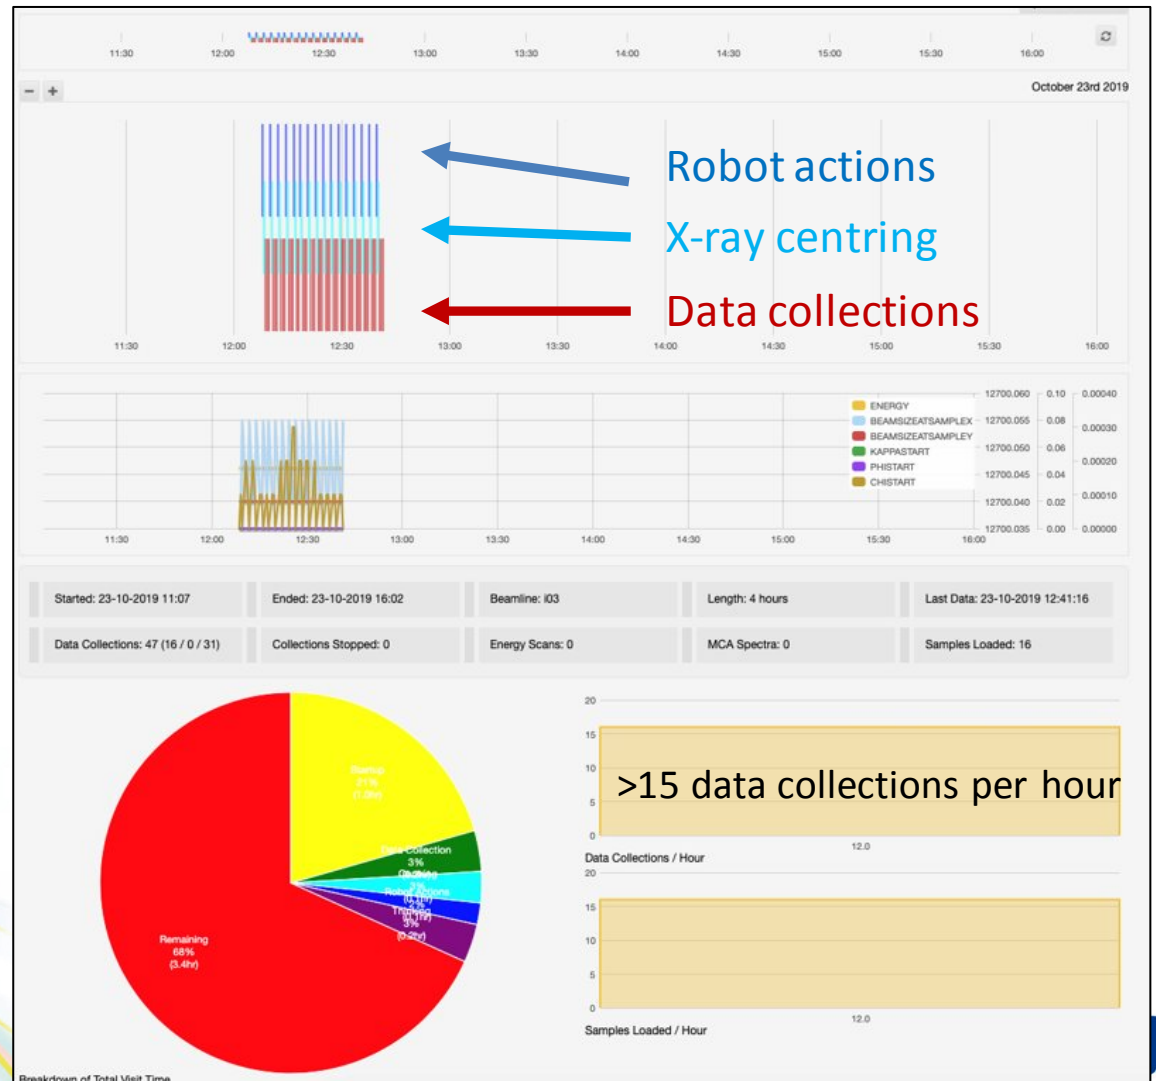 11:30 12:00 12:30 13:00 13:30 14:00 14:30 15:00 15:30 16:00
− +
October 23rd 2019
Robot actions
X-ray centring
Data collections
11:30 12:00 12:30 13:00 13:30 14:00 14:30 15:00 15:30 16:00
ENERGY
BEAMSIZEATSAMPLEX
BEAMSIZEATSAMPLEY
KAPPASTART
PHISTART
CHISTART
12700.060 0.10 0.00040
12700.055 0.08 0.00030
12700.050 0.06
0.00020
12700.045 0.04
0.00010
12700.040 0.02
12700.035 0.00 0.00000
11:30 12:00 12:30 13:00 13:30 14:00 14:30 15:00 15:30 16:00
Started: 23-10-2019 11:07 Ended: 23-10-2019 16:02 Beamline: i03 Length: 4 hours Last Data: 23-10-2019 12:41:16
Data Collections: 47 (16 / 0 / 31) Collections Stopped: 0 Energy Scans: 0 MCA Spectra: 0 Samples Loaded: 16
Startup
21%
(1.0hr)
Data Collection
3%
Robot Actions
2%
Thinking
3%
(0.2hr)
Remaining
68%
(3.4hr)
Breakdown of Total Visit Time
20
15
10
5
0
>15 data collections per hour
12.0
Data Collections / Hour
20
15
10
5
0
12.0
Samples Loaded / Hour